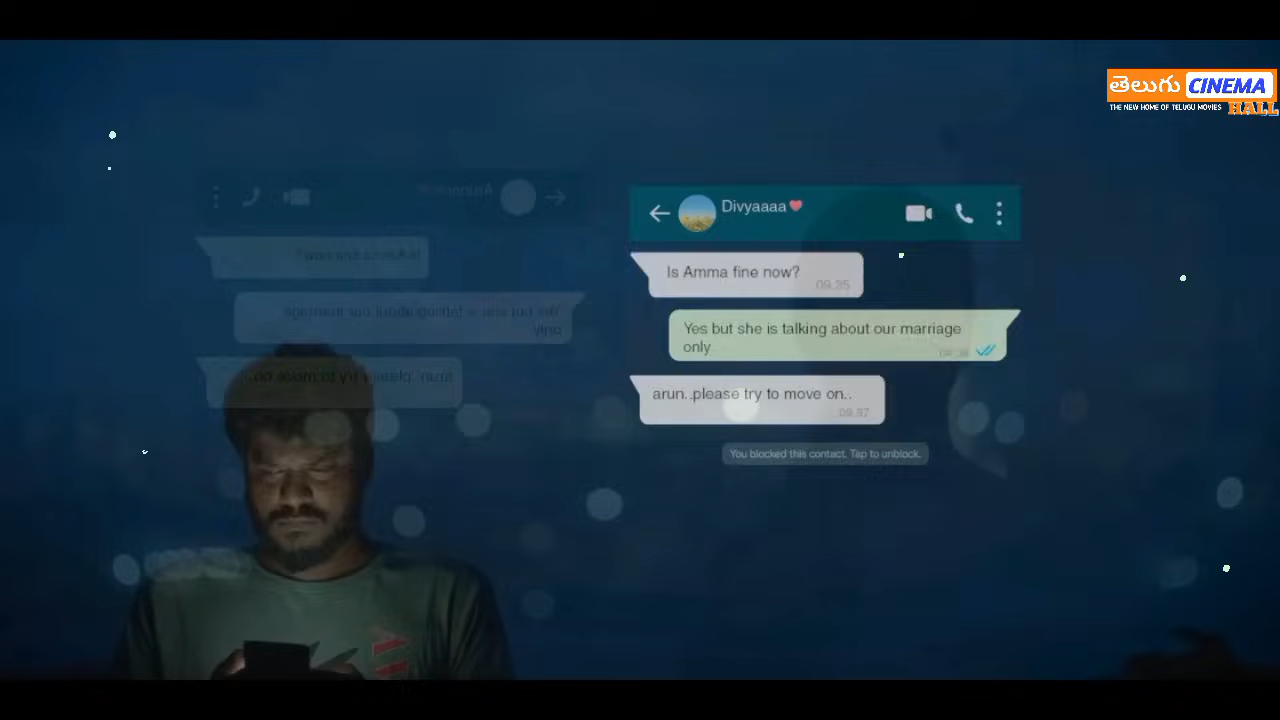 తెలుగు CINEMA
THE NEW HOME OF TELUGU MOVIES HALL
Divyaaaa
Is Amma fine now?
09.35
Yes but she is talking about our marriage
only
arun..please try to move on..
09.37
You blocked this contact. Tap to unblock.